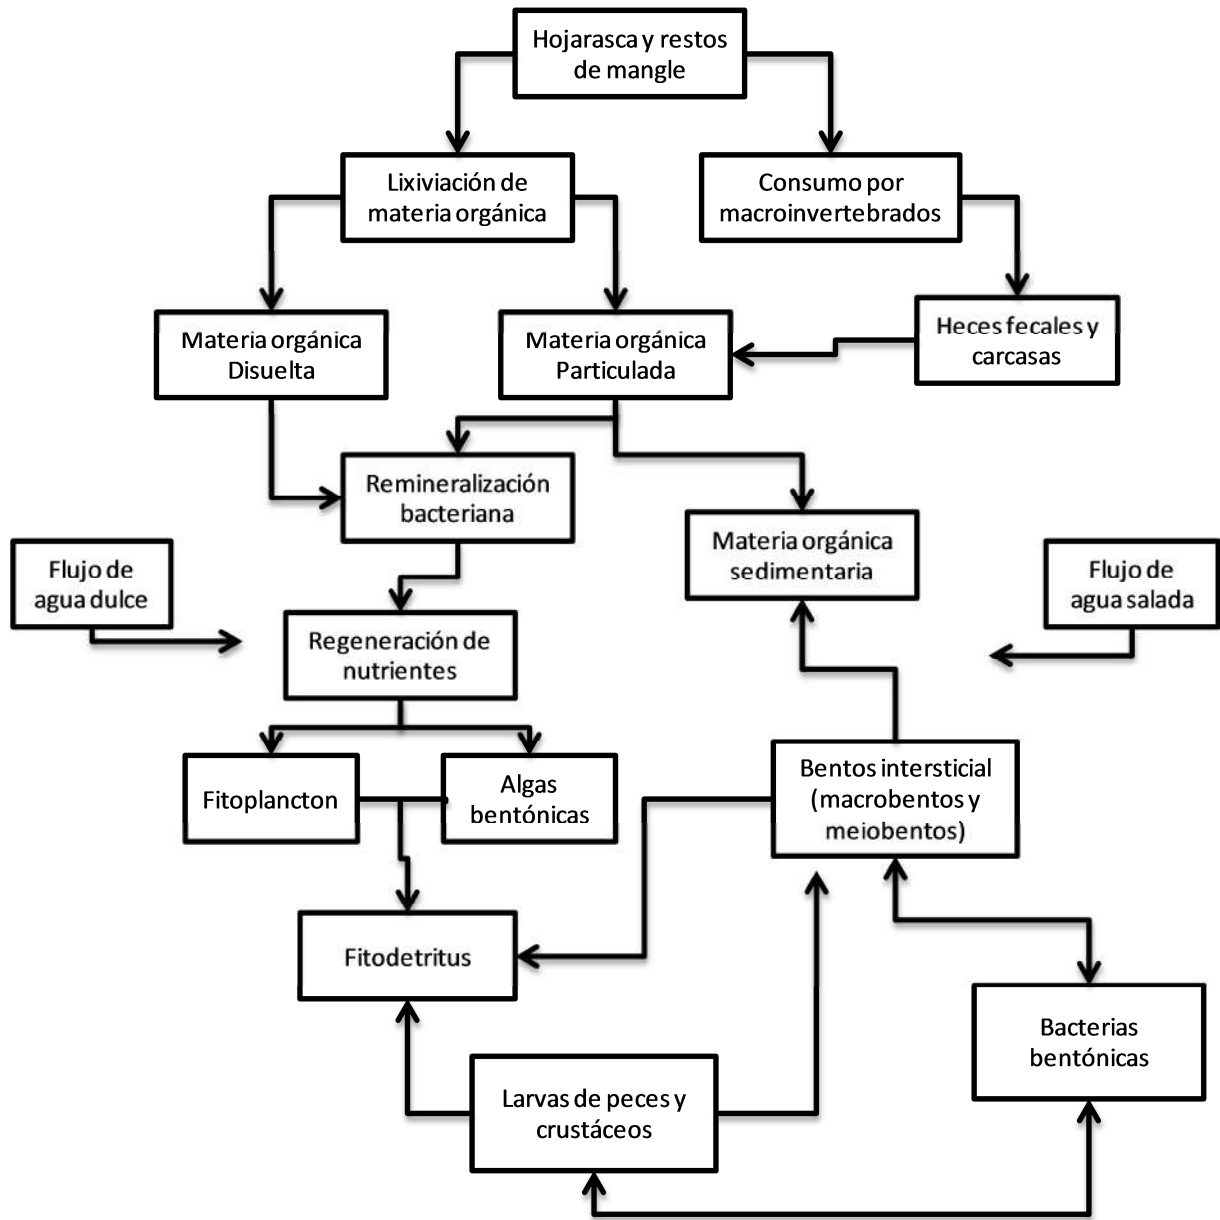 Hojarasca y restos
de mangle
Lixiviación de
materia orgánica
Consumo por
macroinvertebrados
Materia orgánica
Disuelta
Materia orgánica
Particulada
Heces fecales y
carcasas
Remineralización
bacteriana
Materia orgánica
sedimentaria
Flujo de
agua dulce
Flujo de
agua salada
Regeneración de
nutrientes
Fitoplancton
Algas
bentónicas
Bentos intersticial
(macrobentos y
meiobentos)
Fitodetritus
Bacterias
bentónicas
Larvas de peces y
crustáceos